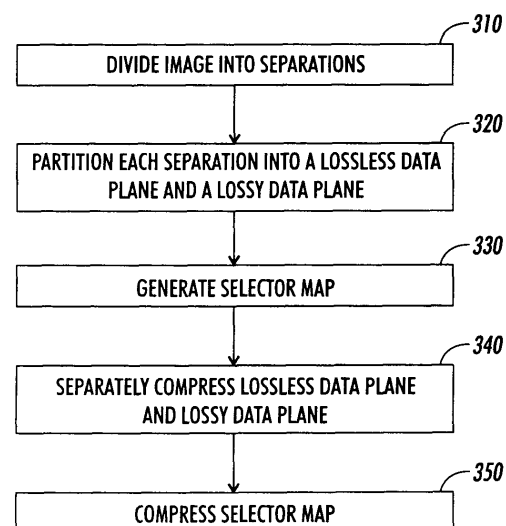 310
DIVIDE IMAGE INTO SEPARATIONS
320
PARTITION EACH SEPARATION INTO A LOSSLESS DATA
PLANE AND A LOSSY DATA PLANE
330
GENERATE SELECTOR MAP
340
SEPARATELY COMPRESS LOSSLESS DATA PLANE
AND LOSSY DATA PLANE
350
COMPRESS SELECTOR MAP